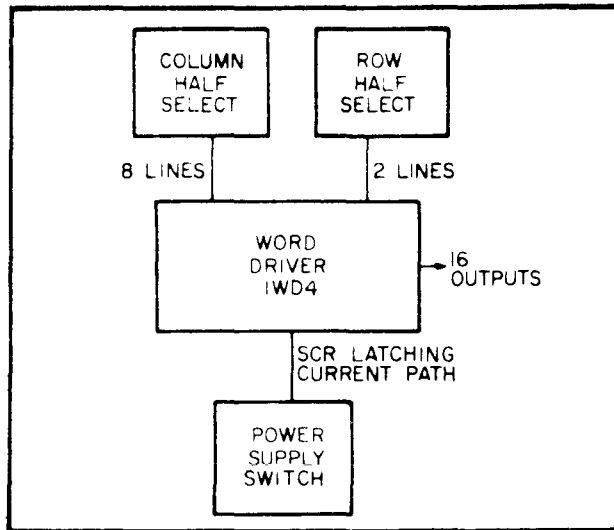 COLUMN
HALF
SELECT
ROW
HALF
SELECT
8 LINES
2 LINES
WORD
DRIVER
IWD4
16
OUTPUTS
SCR LATCHING
CURRENT PATH
POWER
SUPPLY
SWITCH